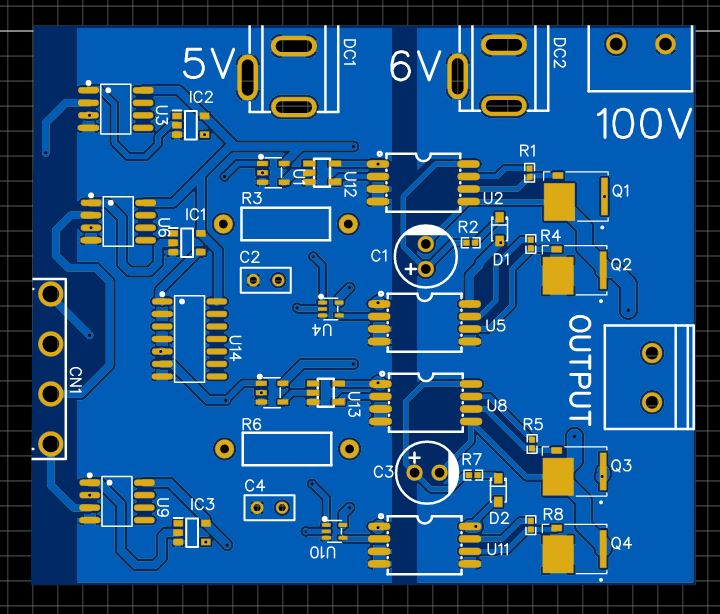 5V
DC1
6V
DC2
100V
U3
IC2
U1
U12
R1
U2
Q1
U6
IC1
R3
C1
R2
D1
R4
Q2
C2
U4
U5
U14
OUTPUT
CN1
U13
U8
R6
R5
C3
R7
Q3
U9
IC3
C4
U10
D2
U11
R8
Q4